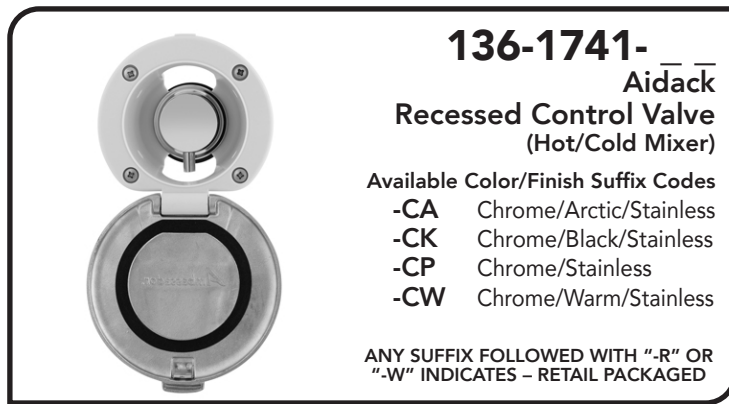 136-1741- _ _
Aidack
Recessed Control Valve
(Hot/Cold Mixer)
Available Color/Finish Suffix Codes
-CA Chrome/Arctic/Stainless
-CK Chrome/Black/Stainless
-CP Chrome/Stainless
-CW Chrome/Warm/Stainless
ANY SUFFIX FOLLOWED WITH “-R” OR
“-W” INDICATES – RETAIL PACKAGED